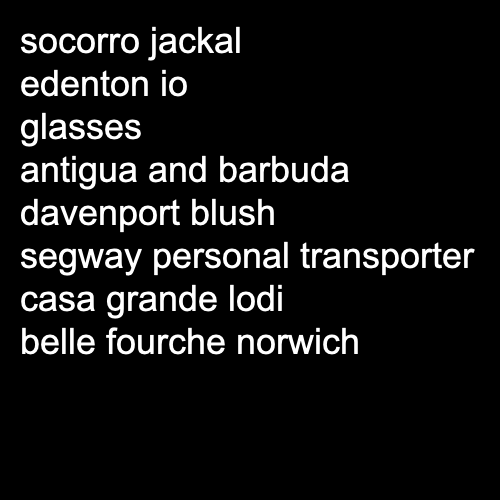 socorro jackal
edenton io
glasses
antigua and barbuda
davenport blush
segway personal transporter
casa grande lodi
belle fourche norwich